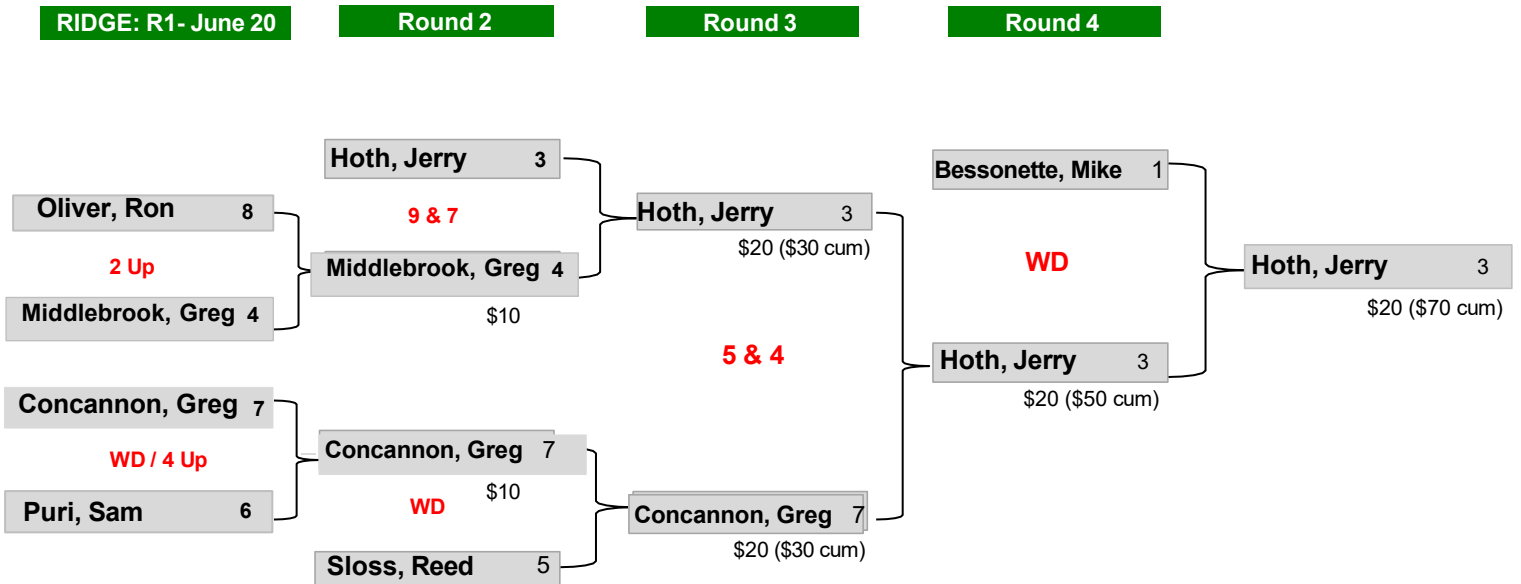 RIDGE: R1- June 20
Round 2
Round 3
Round 4
Hoth, Jerry 3
Bessonette, Mike 1
Oliver, Ron 8
9 & 7
Hoth, Jerry 3
$20 ($30 cum)
2 Up
Middlebrook, Greg 4
WD
Hoth, Jerry 3
Middlebrook, Greg 4
$10
$20 ($70 cum)
5 & 4
Hoth, Jerry 3
Concannon, Greg 7
$20 ($50 cum)
WD / 4 Up
Concannon, Greg 7
$10
Puri, Sam 6
WD
Concannon, Greg 7
$20 ($30 cum)
Sloss, Reed 5